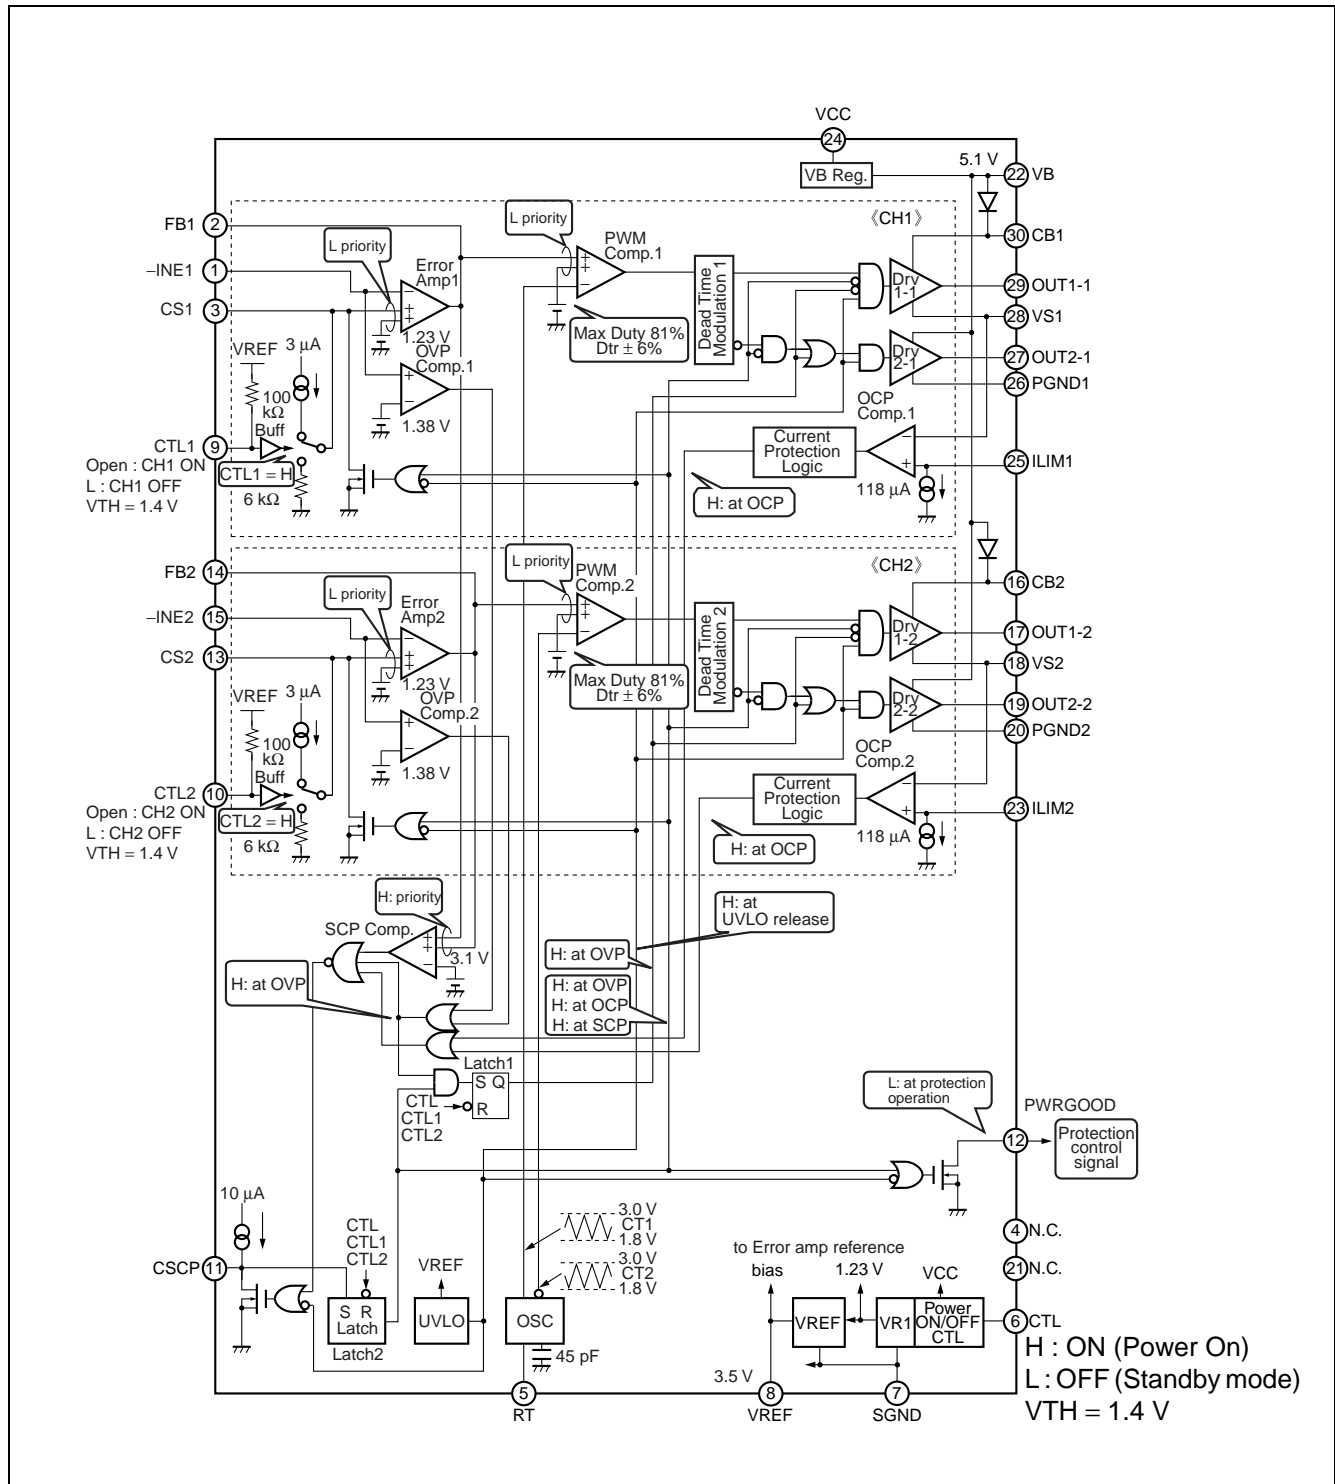 VCC
24
5.1 V
VB Reg.
22 VB
FB1 2
L priority
L priority
PWM
Comp.1
《CH1》
30 CB1
−INE1 1
Error
Amp1
Dead Time
Modulation 1
Drv
1-1
29 OUT1-1
CS1 3
28 VS1
1.23 V
Max Duty 81%
Dtr ± 6%
VREF
3 µA
OVP
Comp.1
Drv
2-1
27 OUT2-1
26 PGND1
100
kΩ
Buff
1.38 V
OCP
Comp.1
CTL1 9
Open : CH1 ON
L : CH1 OFF
VTH = 1.4 V
CTL1 = H
6 kΩ
Current
Protection
Logic
25 ILIM1
118 µA
H: at OCP
FB2 14
L priority
L priority
PWM
Comp.2
《CH2》
16 CB2
−INE2 15
Error
Amp2
Dead Time
Modulation 2
Drv
1-2
17 OUT1-2
CS2 13
18 VS2
1.23 V
Max Duty 81%
Dtr ± 6%
VREF
3 µA
OVP
Comp.2
Drv
2-2
19 OUT2-2
20 PGND2
100
kΩ
Buff
1.38 V
OCP
Comp.2
CTL2 10
Open : CH2 ON
L : CH2 OFF
VTH = 1.4 V
CTL2 = H
6 kΩ
Current
Protection
Logic
23 ILIM2
118 µA
H: at OCP
H: priority
H: at
UVLO release
SCP Comp.
3.1 V
H: at OVP
H: at OVP
H: at OVP
H: at OCP
H: at SCP
Latch1
S Q
R
CTL
CTL1
CTL2
L: at protection
operation
PWRGOOD
12
Protection
control
signal
10 µA
CTL
CTL1
CTL2
3.0 V
CT1
1.8 V
4 N.C.
to Error amp reference
bias
1.23 V
CSCP 11
VREF
3.0 V
CT2
1.8 V
VCC
21 N.C.
S R
Latch
Latch2
UVLO
OSC
45 pF
VREF
VR1
Power
ON/OFF
CTL
6 CTL
H : ON (Power On)
L : OFF (Standby mode)
VTH = 1.4 V
3.5 V
5
RT
8
VREF
7
SGND
+
+
−
−
+
+
+
−
−
+
+
+
−
−
+
+
+
−
−
+
−
+
+
+
−